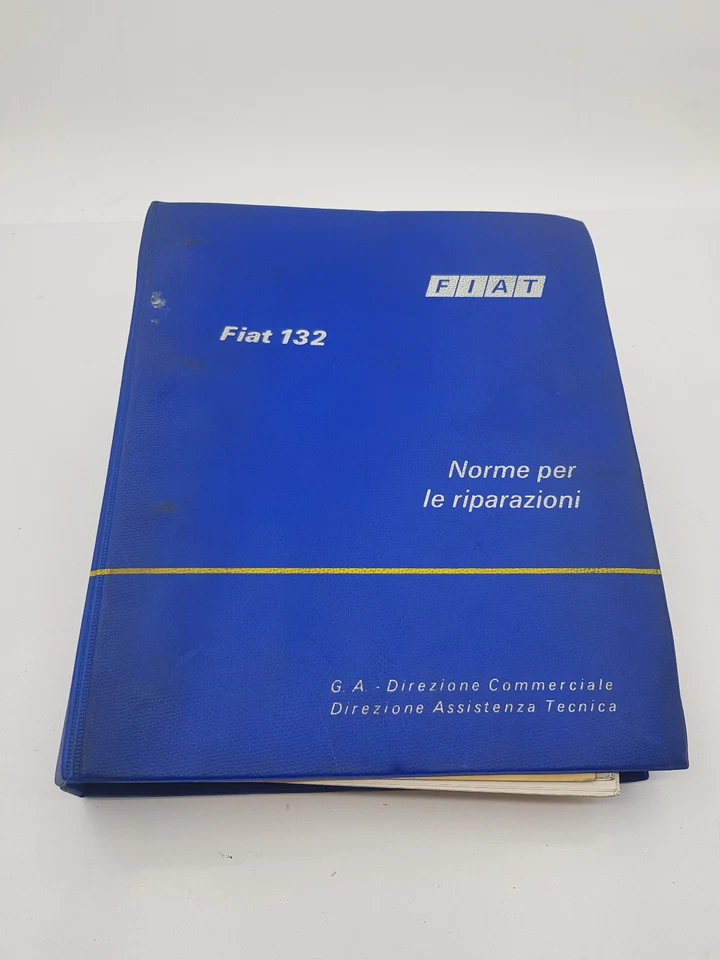 FIAT
Fiat 132
Norme per
le riparazioni
G. A. - Direzione Commerciale
Direzione Assistenza Tecnica